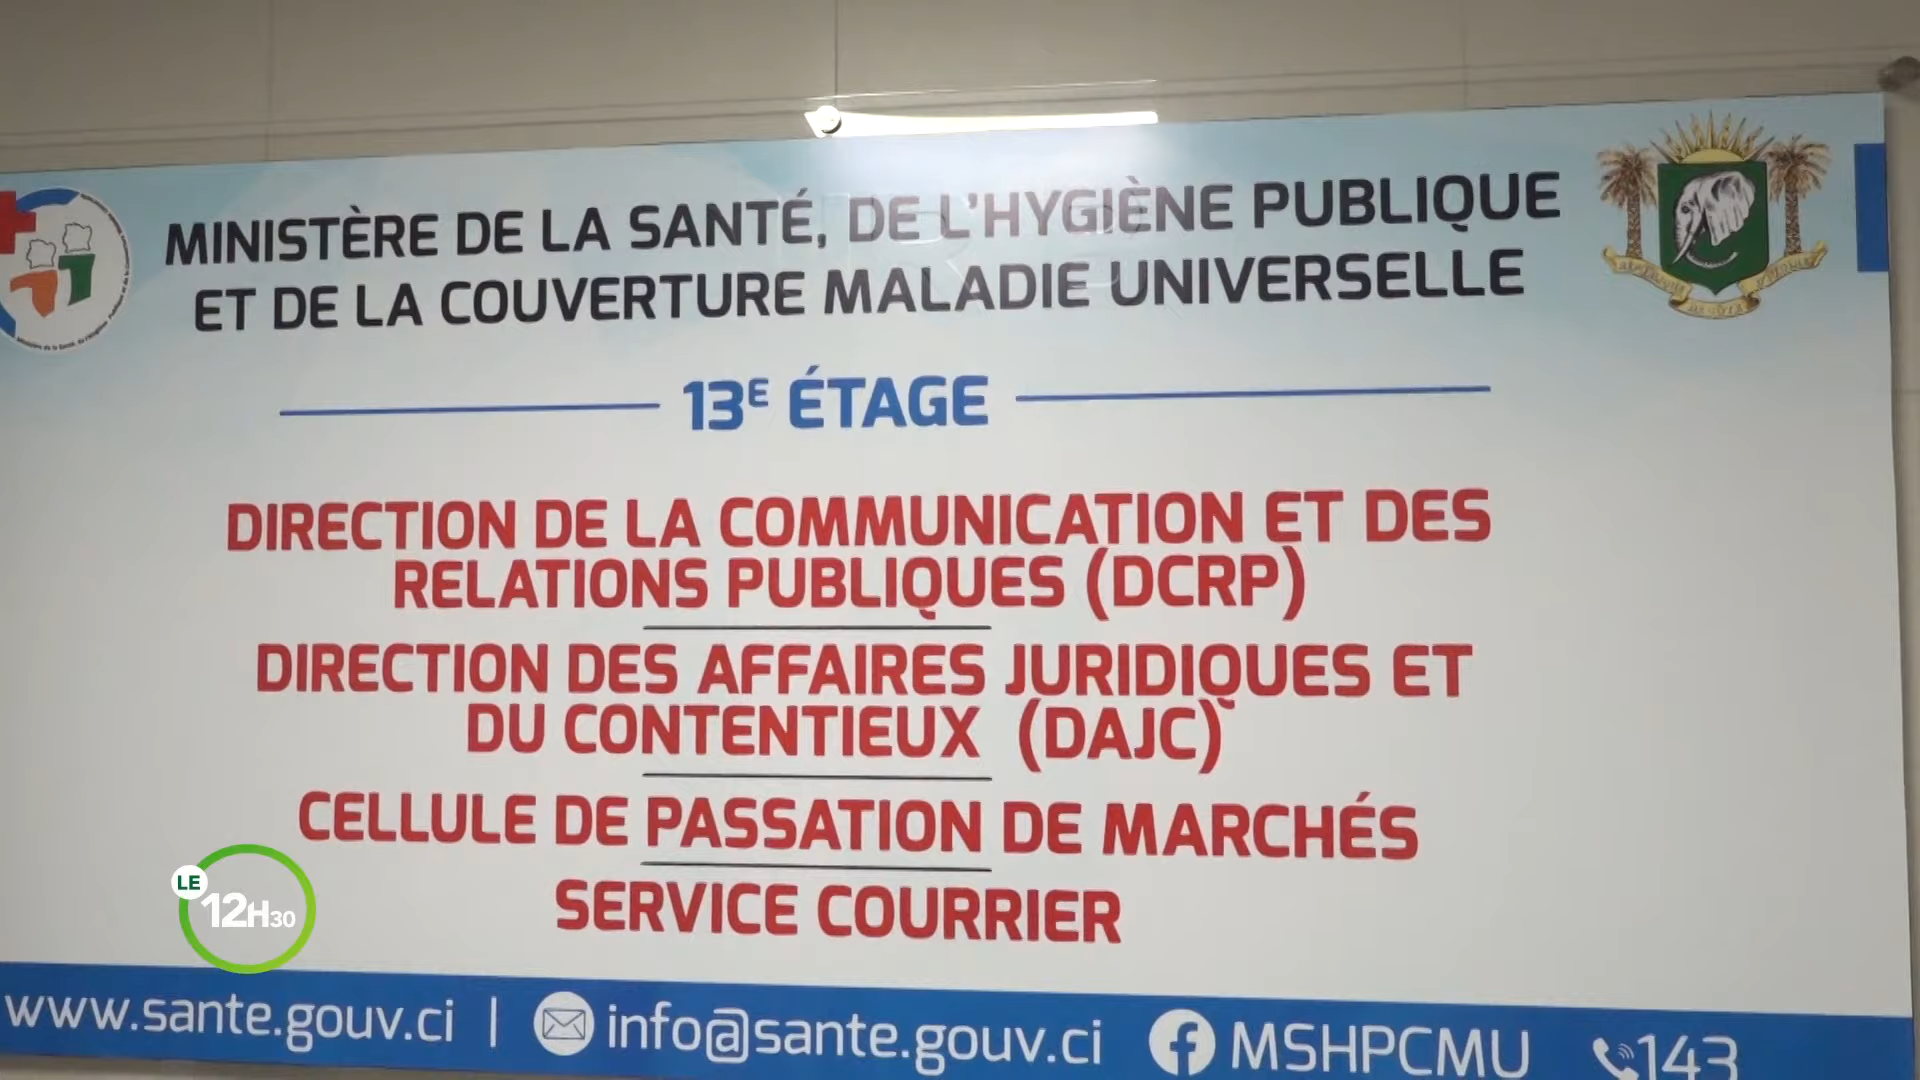 MINISTÈRE DE LA SANTÉ, DE L'HYGIÈNE PUBLIQUE
ET DE LA COUVERTURE MALADIE UNIVERSELLE
13E ÉTAGE
DIRECTION DE LA COMMUNICATION ET DES
RELATIONS PUBLIQUES (DCRP)
DIRECTION DES AFFAIRES JURIDIQUES ET
DU CONTENTIEUX (DAJC)
CELLULE DE PASSATION DE MARCHÉS
SERVICE COURRIER
LE
12H30
www.sante.gouv.ci | info@sante.gouv.ci MSHPCMU 143